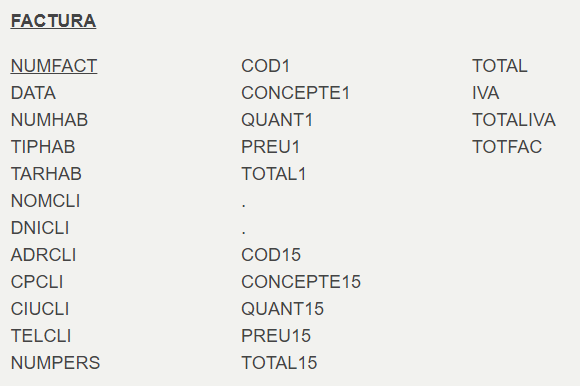 FACTURA
NUMFACT
DATA
NUMHAB
TIPHAB
TARHAB
NOMCLI
DNICLI
ADRCLI
CPCLI
CIUCLI
TELCLI
NUMPERS
COD1
CONCEPTE1
QUANT1
PREU1
TOTAL1
.
.
COD15
CONCEPTE15
QUANT15
PREU15
TOTAL15
TOTAL
IVA
TOTALIVA
TOTFAC